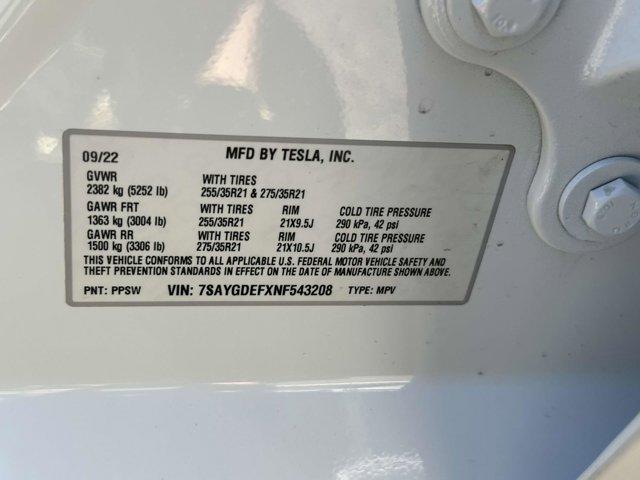 09/22 MFD BY TESLA, INC.
GVWR WITH TIRES
2382 kg (5252 lb) 255/35R21 & 275/35R21
GAWR FRT WITH TIRES RIM COLD TIRE PRESSURE
1363 kg (3004 lb) 255/35R21 21X9.5J 290 kPa, 42 psi
GAWR RR WITH TIRES RIM COLD TIRE PRESSURE
1500 kg (3306 lb) 275/35R21 21X10.5J 290 kPa, 42 psi
THIS VEHICLE CONFORMS TO ALL APPLICABLE U.S. FEDERAL MOTOR VEHICLE SAFETY AND
THEFT PREVENTION STANDARDS IN EFFECT ON THE DATE OF MANUFACTURE SHOWN ABOVE.
PNT: PPSW VIN: 7SAYGDEFXNF543208 TYPE: MPV